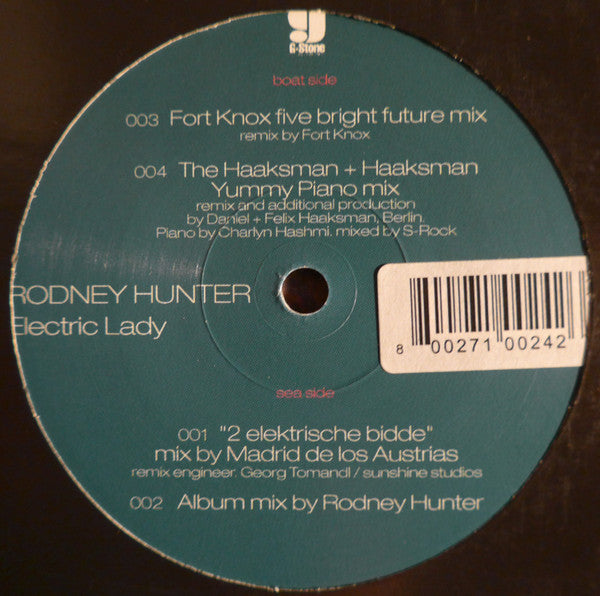 G-Stone
boat side
003 Fort Knox five bright future mix
remix by Fort Knox
004 The Haaksman + Haaksman
Yummy Piano mix
remix and additional production
by Daniel + Felix Haaksman, Berlin.
Piano by Charlyn Hashmi. mixed by S-Rock
RODNEY HUNTER
Electric Lady
8 00271 00242
sea side
001 "2 elektrische bidde"
mix by Madrid de los Austrias
remix engineer. Georg Tomandl / sunshine studios
002 Album mix by Rodney Hunter